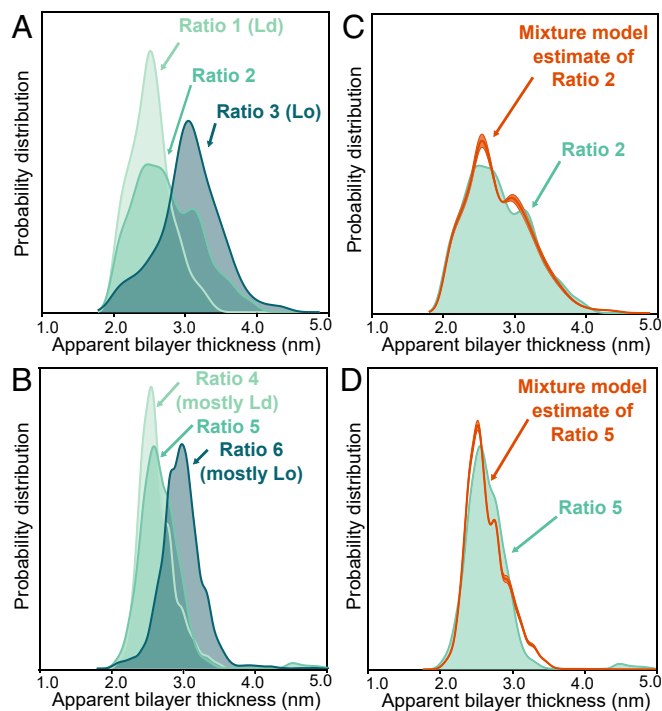 A
Ratio 1 (Ld)
Ratio 2
Ratio 3 (Lo)
Probability distribution
1.0 2.0 3.0 4.0 5.0
Apparent bilayer thickness (nm)
C
Mixture model
estimate of
Ratio 2
Ratio 2
Probability distribution
1.0 2.0 3.0 4.0 5.0
Apparent bilayer thickness (nm)
B
Ratio 4
(mostly Ld)
Ratio 5
Ratio 6
(mostly Lo)
Probability distribution
1.0 2.0 3.0 4.0 5.0
Apparent bilayer thickness (nm)
D
Mixture model
estimate of
Ratio 5
Ratio 5
Probability distribution
1.0 2.0 3.0 4.0 5.0
Apparent bilayer thickness (nm)